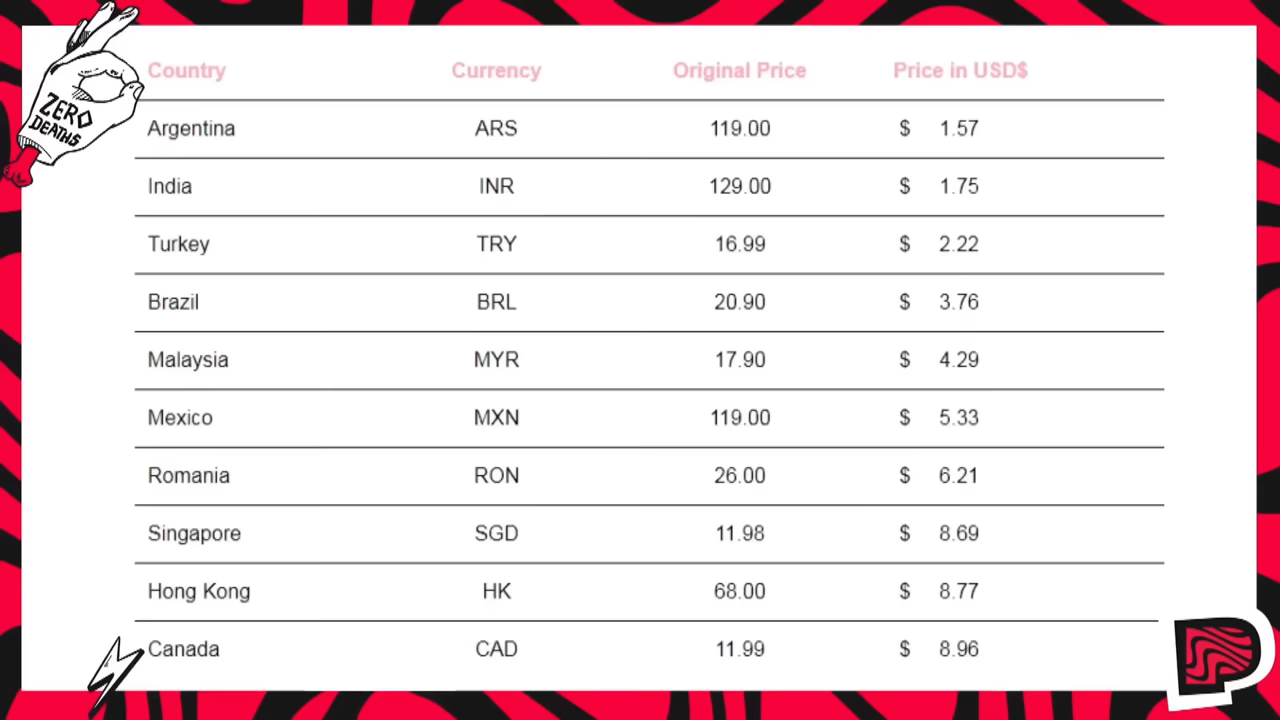 Country Currency Original Price Price in USD$
ZERO
DEATHS
Argentina ARS 119.00 $ 1.57
India INR 129.00 $ 1.75
Turkey TRY 16.99 $ 2.22
Brazil BRL 20.90 $ 3.76
Malaysia MYR 17.90 $ 4.29
Mexico MXN 119.00 $ 5.33
Romania RON 26.00 $ 6.21
Singapore SGD 11.98 $ 8.69
Hong Kong HK 68.00 $ 8.77
Canada CAD 11.99 $ 8.96
P